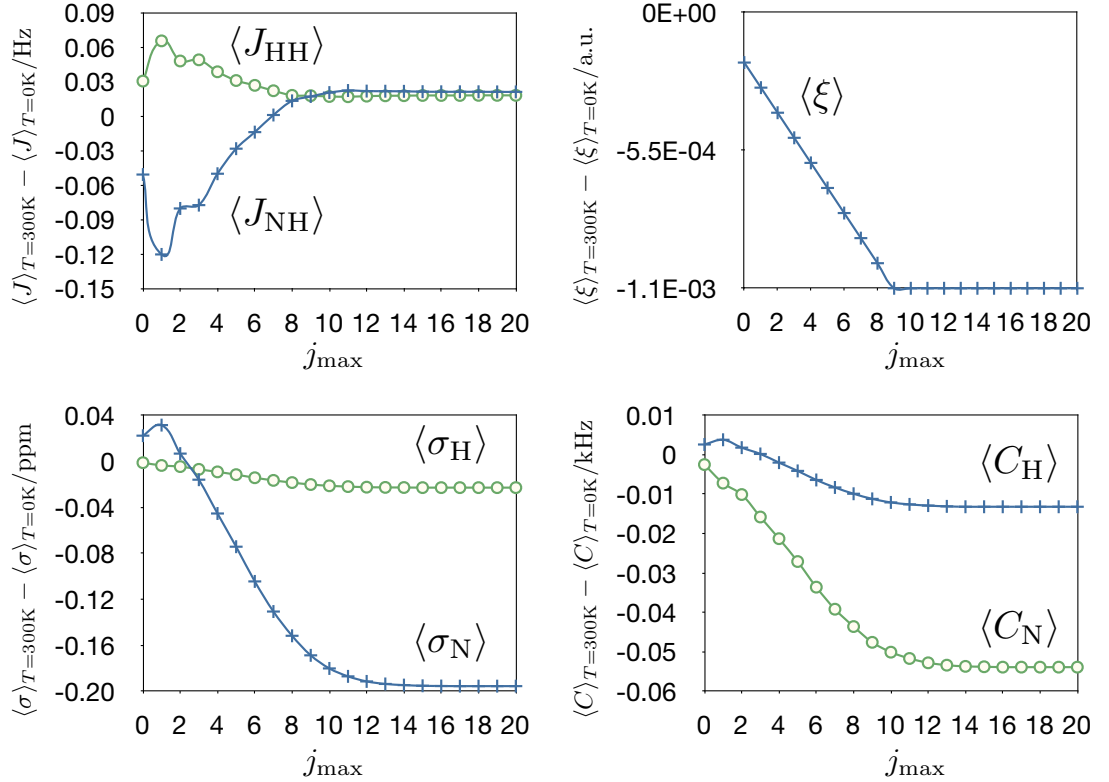 ⟨J⟩T=300K − ⟨J⟩T=0K/Hz
0.09
0.06
0.03
0
-0.03
-0.06
-0.09
-0.12
-0.15
⟨JHH⟩
⟨JNH⟩
0 2 4 6 8 10 12 14 16 18 20
jmax
⟨ξ⟩T=300K − ⟨ξ⟩T=0K/a.u.
0E+00
-5.5E-04
-1.1E-03
⟨ξ⟩
0 2 4 6 8 10 12 14 16 18 20
jmax
⟨σ⟩T=300K − ⟨σ⟩T=0K/ppm
0.04
0
-0.04
-0.08
-0.12
-0.16
-0.20
⟨σH⟩
⟨σN⟩
0 2 4 6 8 10 12 14 16 18 20
jmax
⟨C⟩T=300K − ⟨C⟩T=0K/kHz
0.01
0
-0.01
-0.02
-0.03
-0.04
-0.05
-0.06
⟨CH⟩
⟨CN⟩
0 2 4 6 8 10 12 14 16 18 20
jmax